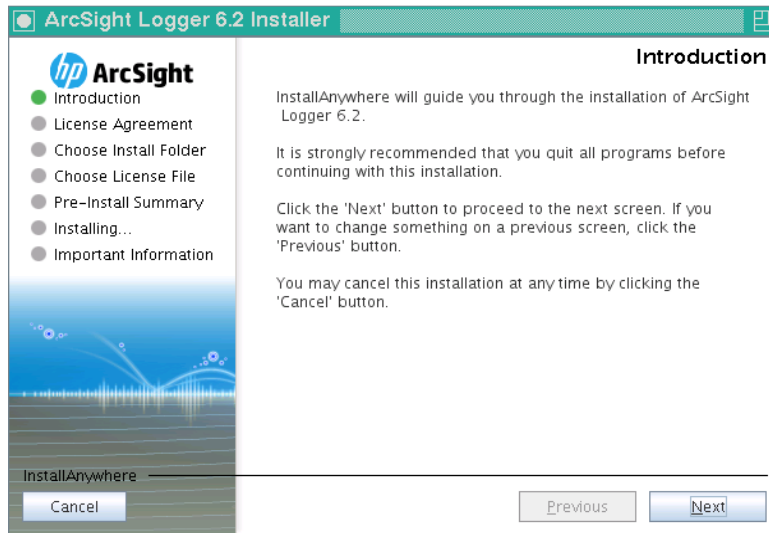 ArcSight Logger 6.2 Installer
hp ArcSight
Introduction
License Agreement
Choose Install Folder
Choose License File
Pre-Install Summary
Installing...
Important Information
Introduction
InstallAnywhere will guide you through the installation of ArcSight
Logger 6.2.
It is strongly recommended that you quit all programs before
continuing with this installation.
Click the 'Next' button to proceed to the next screen. If you
want to change something on a previous screen, click the
'Previous' button.
You may cancel this installation at any time by clicking the
'Cancel' button.
InstallAnywhere
Cancel
Previous
Next